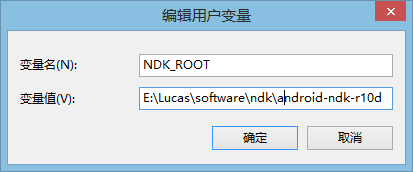 编辑用户变量
变量名(N): NDK_ROOT
变量值(V): E:\Lucas\software\ndk\android-ndk-r10d
确定 取消